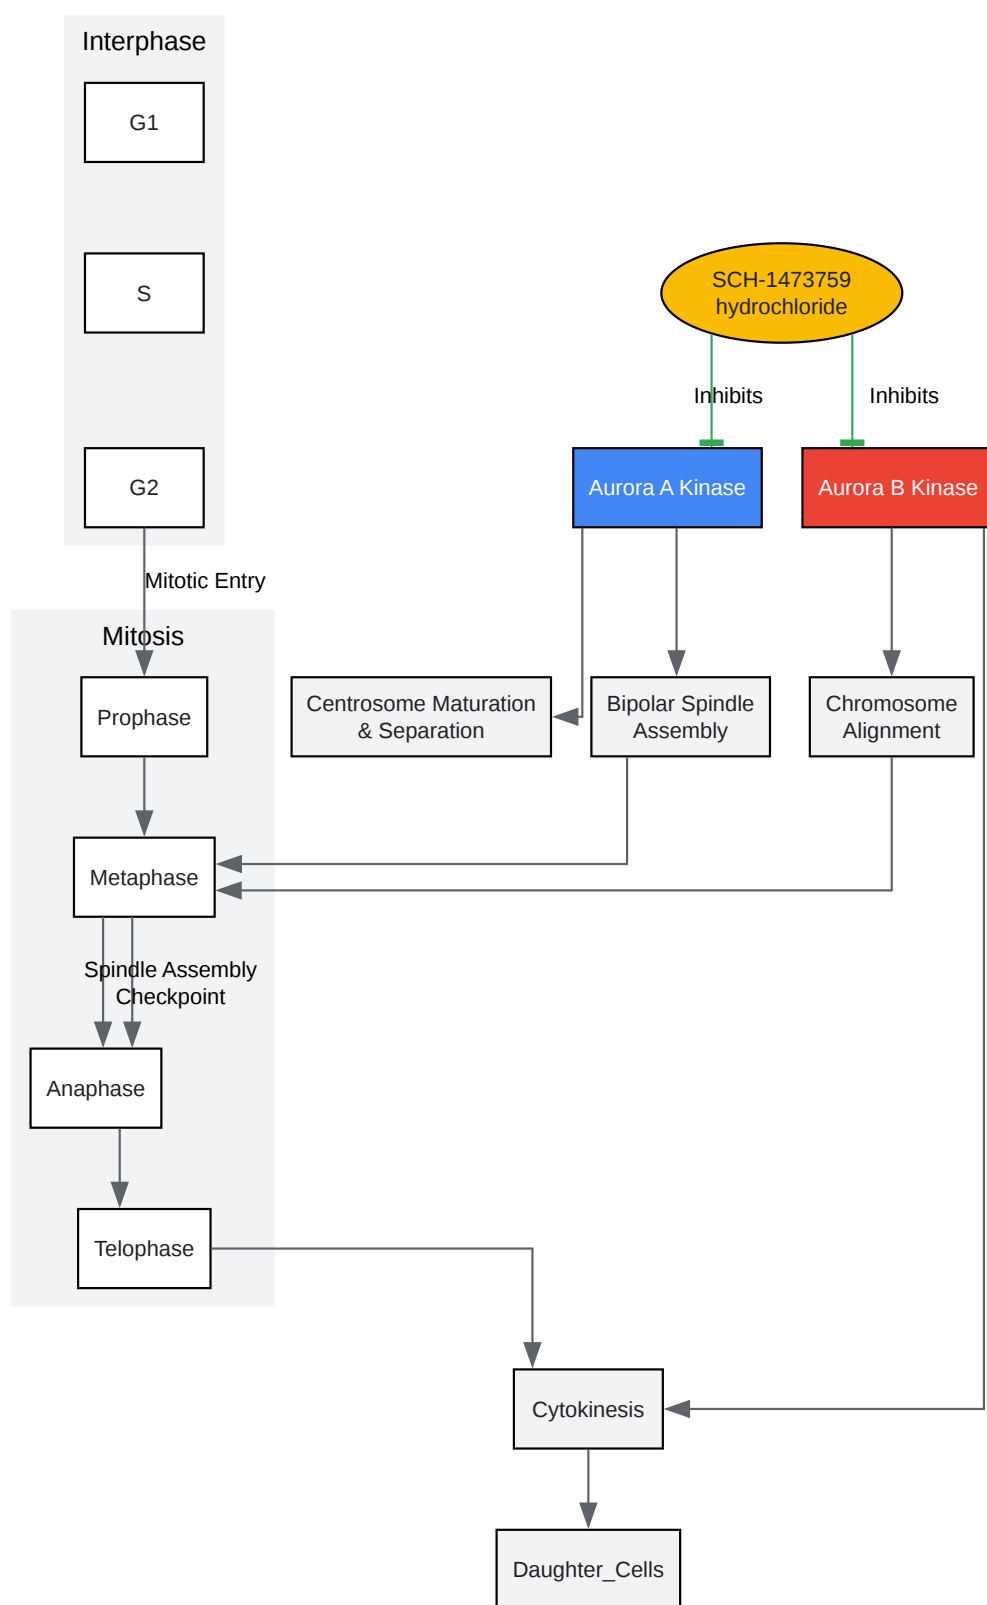 Interphase
G1
S
SCH-1473759
hydrochloride
Inhibits
Inhibits
G2
Aurora A Kinase
Aurora B Kinase
Mitotic Entry
Mitosis
Prophase
Centrosome Maturation
& Separation
Bipolar Spindle
Assembly
Chromosome
Alignment
Metaphase
Spindle Assembly
Checkpoint
Anaphase
Telophase
Cytokinesis
Daughter_Cells